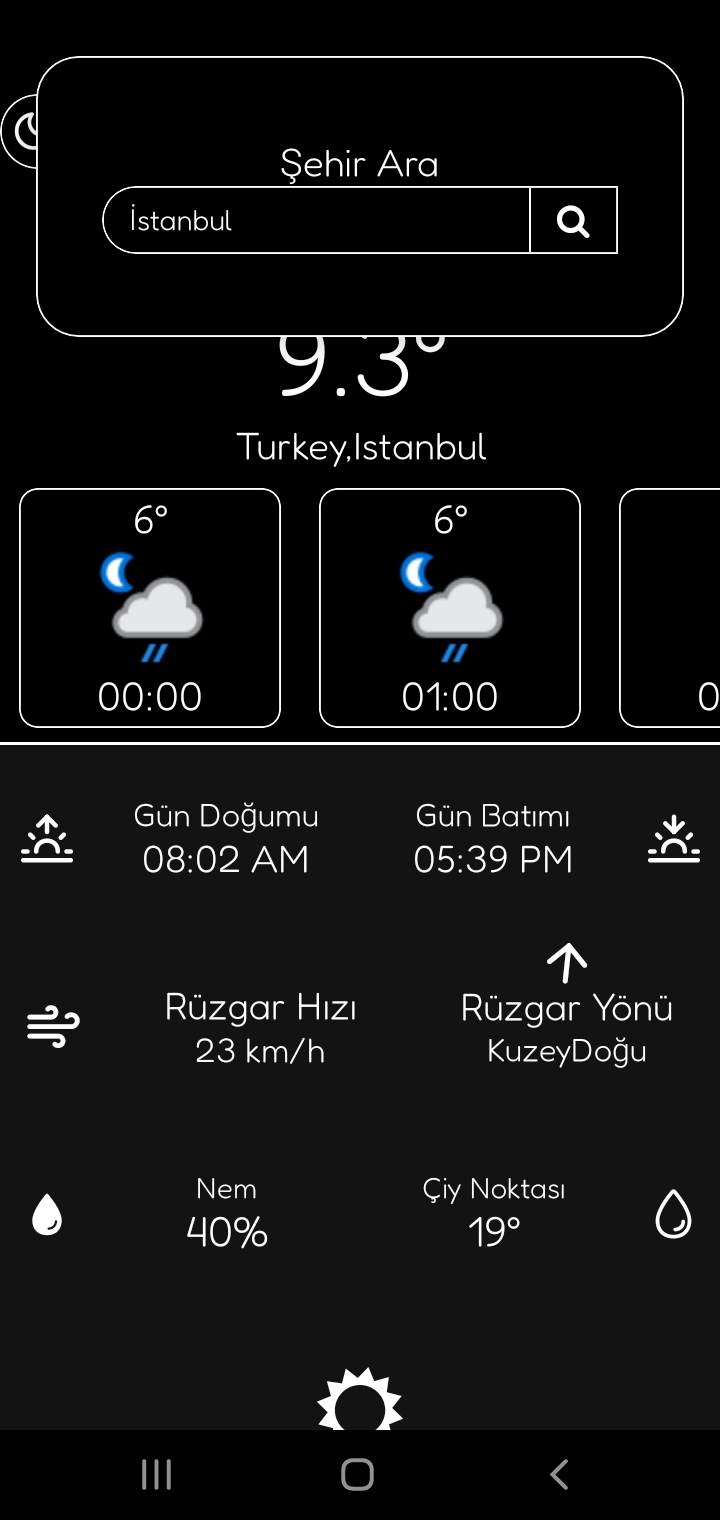 Şehir Ara
İstanbul
9.3°
Turkey,Istanbul
6° 6°
00:00 01:00 0
Gün Doğumu Gün Batımı
08:02 AM 05:39 PM
Rüzgar Hızı Rüzgar Yönü
23 km/h KuzeyDoğu
Nem Çiy Noktası
40% 19°